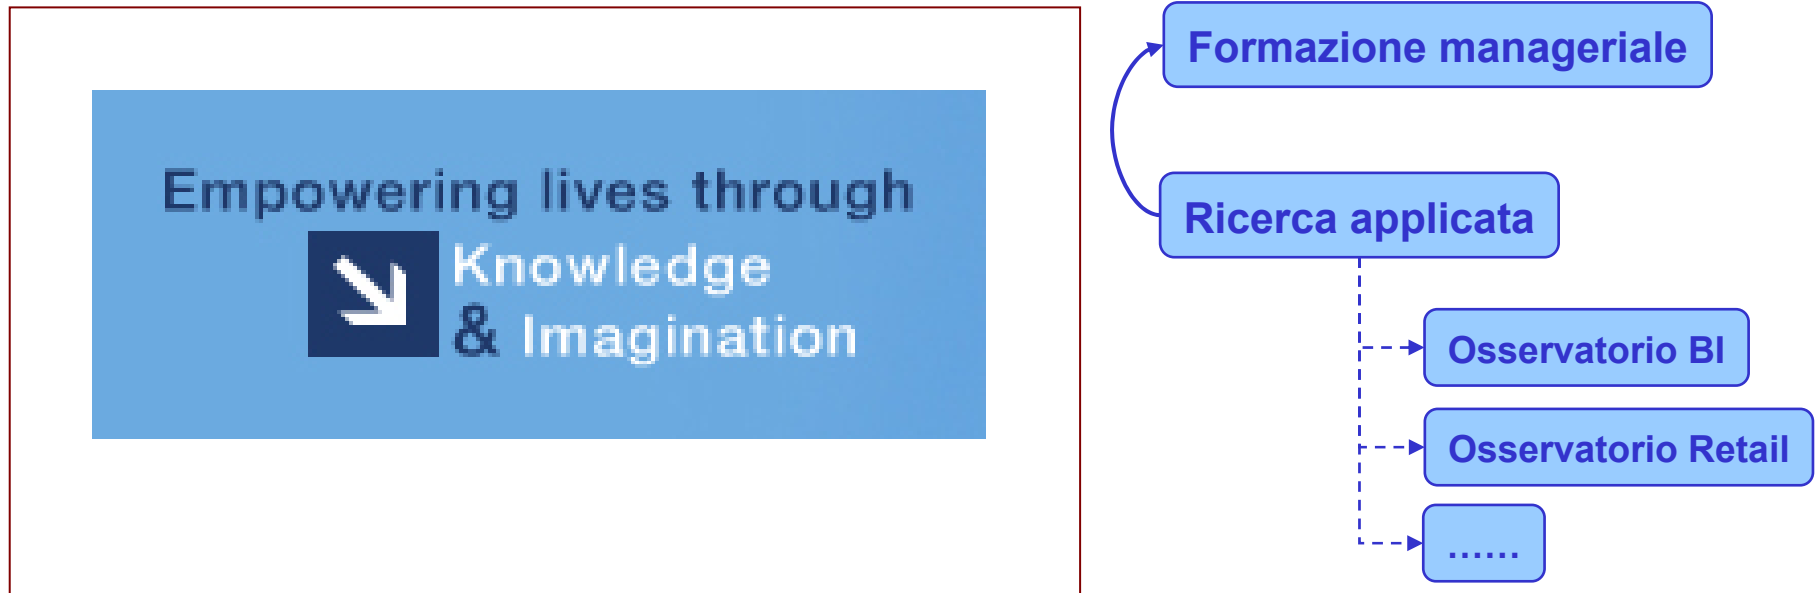 Empowering lives through
Knowledge
& Imagination
Formazione manageriale
Ricerca applicata
Osservatorio BI
Osservatorio Retail
......